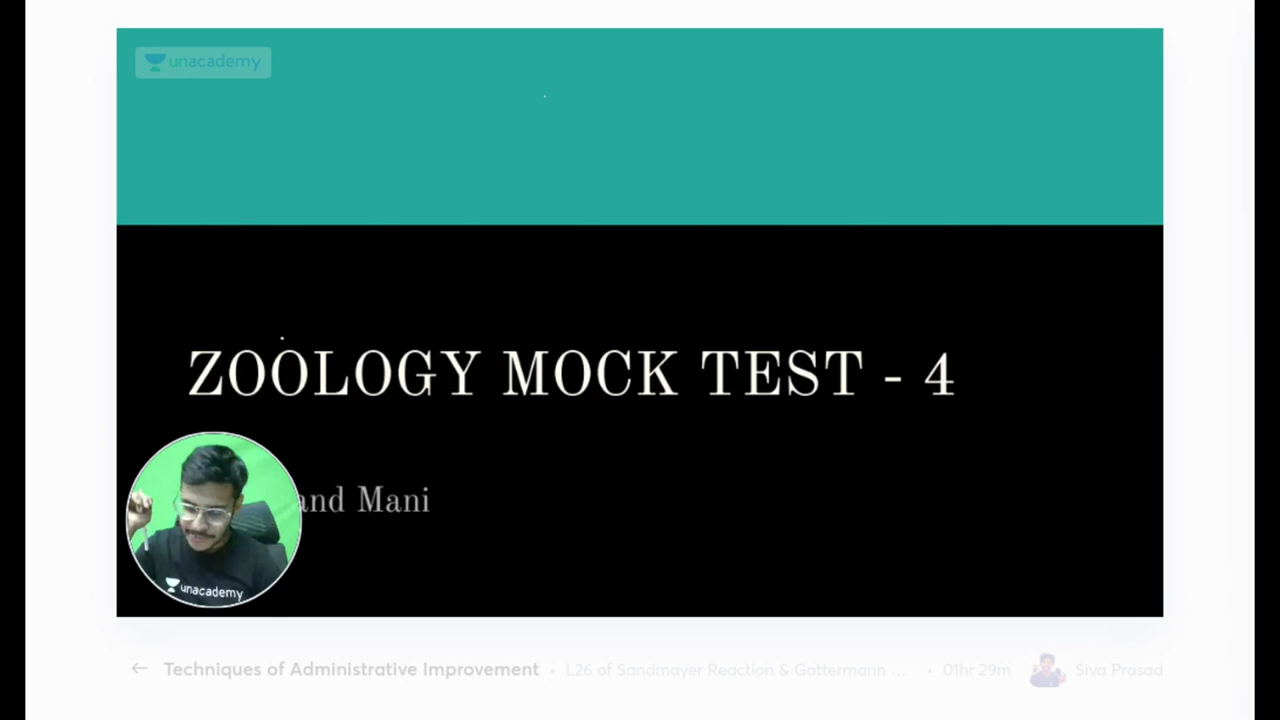 unacademy
ZOOLOGY MOCK TEST - 4
and Mani
unacademy
← Techniques of Administrative Improvement • L26 of Sandmayer Reaction & Gattermann ... • 01hr 29m Siva Prasad